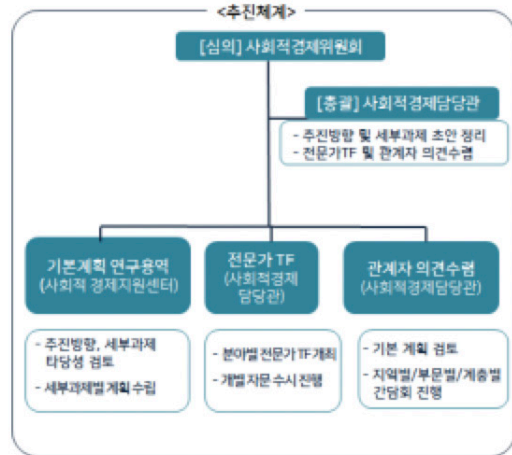 <추진체계>
[심의] 사회적경제위원회
[총괄] 사회적경제담당관
- 추진방향 및 세부과제 초안 정리
- 전문가TF 및 관계자 의견수렴
기본계획 연구용역
(사회적 경제지원센터)
- 추진방향, 세부과제
타당성 검토
- 세부과제별 계획 수립
전문가 TF
(사회적경제
담당관)
- 분야별 전문가 TF 개최
- 개별 자문 수시 진행
관계자 의견수렴
(사회적경제담당관)
- 기본 계획 검토
- 지역별/부문별/계층별
간담회 진행